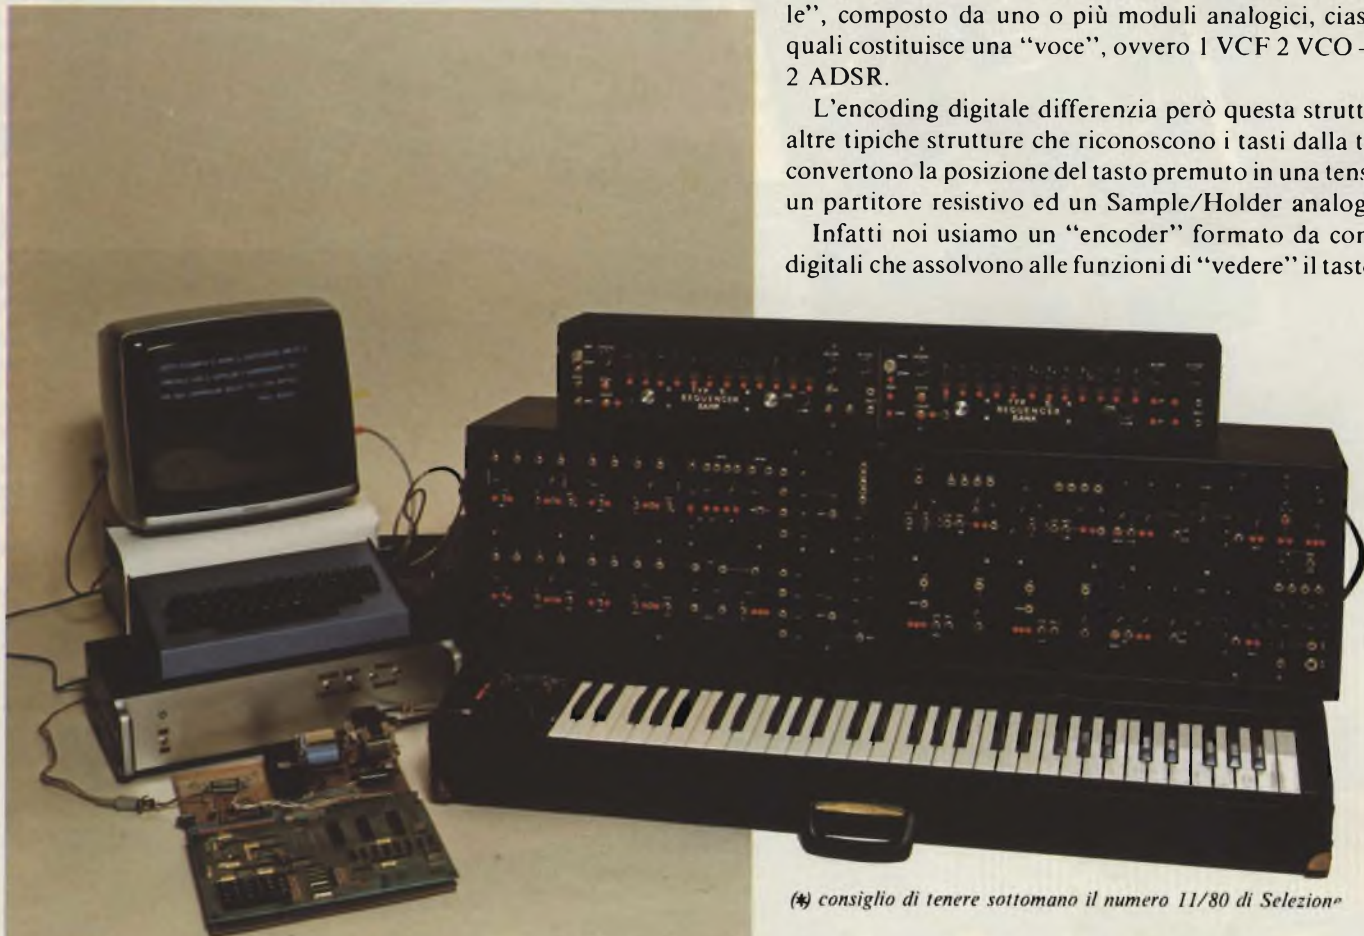 le”, composto da uno o più moduli analogici, cias
quali costituisce una “voce”, ovvero 1 VCF 2 VCO -
2 ADSR.
L'encoding digitale differenzia però questa strutt
altre tipiche strutture che riconoscono i tasti dalla t
convertono la posizione del tasto premuto in una tens
un partitore resistivo ed un Sample/Holder analog
Infatti noi usiamo un “encoder” formato da con
digitali che assolvono alle funzioni di “vedere” il tasto
SEQUENCER
BANK
SEQUENCER
BANK
(*) consiglio di tenere sottomano il numero 11/80 di Selezione